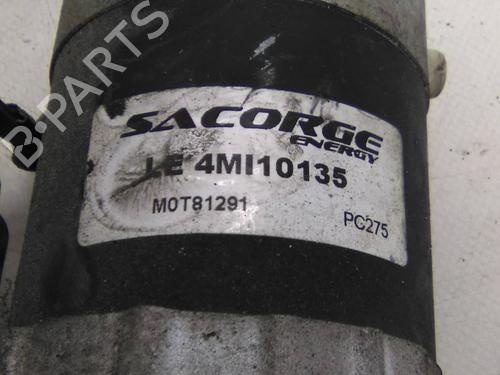 SACORGE
ENERGY
LE 4MI10135
M0T81291
PC275
B-PARTS